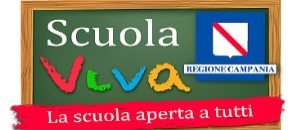 Scuola
Viva
REGIONE CAMPANIA
La scuola aperta a tutti